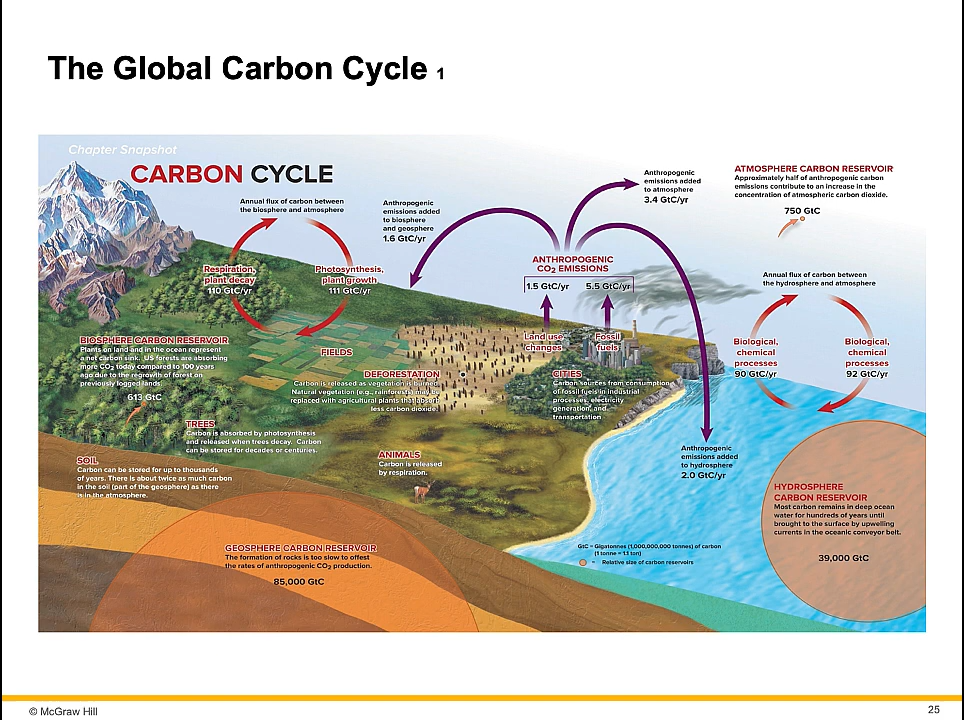 The Global Carbon Cycle 1
Chapter Snapshot
CARBON CYCLE
Annual flux of carbon between
the biosphere and atmosphere
Respiration,
plant decay
110 GtC/yr
Photosynthesis,
plant growth
111 GtC/yr
Anthropogenic
emissions added
to biosphere
and geosphere
1.6 GtC/yr
Anthropogenic
emissions added
to atmosphere
3.4 GtC/yr
ATMOSPHERE CARBON RESERVOIR
Approximately half of anthropogenic carbon
emissions contribute to an increase in the
concentration of atmospheric carbon dioxide.
750 GtC
ANTHROPOGENIC
CO2 EMISSIONS
1.5 GtC/yr 5.5 GtC/yr
Land use
changes
Fossil
fuels
Annual flux of carbon between
the hydrosphere and atmosphere
Biological,
chemical
processes
90 GtC/yr
Biological,
chemical
processes
92 GtC/yr
BIOSPHERE CARBON RESERVOIR
Plants on land and in the ocean represent
a net carbon sink. US forests are absorbing
more CO2 today compared to 100 years
ago due to the regrowth of forest on
previously logged lands.
613 GtC
FIELDS
DEFORESTATION
Carbon is released as vegetation is burned.
Natural vegetation (e.g., rainforests) may be
replaced with agricultural plants that absorb
less carbon dioxide.
CITIES
Carbon sources from consumption
of fossil fuels in industrial
processes, electricity
generation, and
transportation
TREES
Carbon is absorbed by photosynthesis
and released when trees decay. Carbon
can be stored for decades or centuries.
SOIL
Carbon can be stored for up to thousands
of years. There is about twice as much carbon
in the soil (part of the geosphere) as there
is in the atmosphere.
ANIMALS
Carbon is released
by respiration.
Anthropogenic
emissions added
to hydrosphere
2.0 GtC/yr
HYDROSPHERE
CARBON RESERVOIR
Most carbon remains in deep ocean
water for hundreds of years until
brought to the surface by upwelling
currents in the oceanic conveyor belt.
39,000 GtC
GEOSPHERE CARBON RESERVOIR
The formation of rocks is too slow to offest
the rates of anthropogenic CO2 production.
85,000 GtC
GtC = Gigatonnes (1,000,000,000 tonnes) of carbon
(1 tonne = 1.1 ton)
= Relative size of carbon reservoirs
© McGraw Hill
25